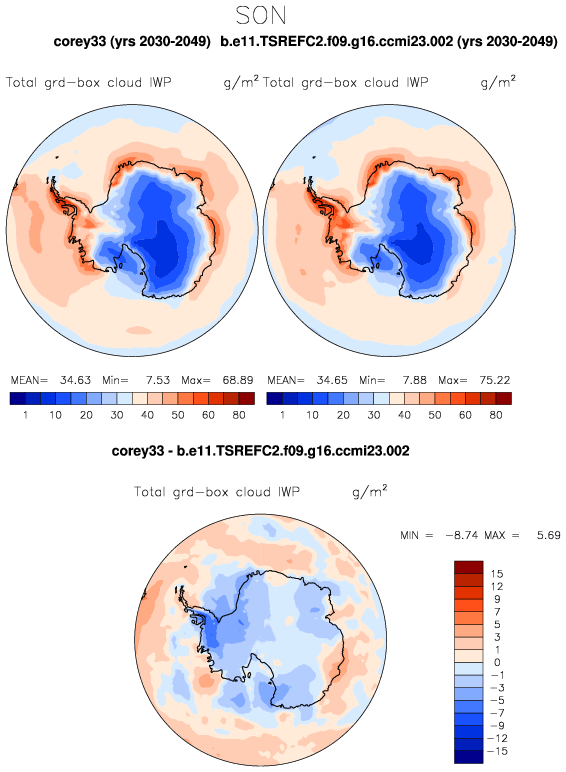 SON
corey33 (yrs 2030-2049) b.e11.TSREFC2.f09.g16.ccmi23.002 (yrs 2030-2049)
Total grd-box cloud IWP g/m² Total grd-box cloud IWP g/m²
MEAN= 34.63 Min= 7.53 Max= 68.89 MEAN= 34.65 Min= 7.88 Max= 75.22
1 10 20 30 40 50 60 80 1 10 20 30 40 50 60 80
corey33 - b.e11.TSREFC2.f09.g16.ccmi23.002
Total grd-box cloud IWP g/m²
MIN = -8.74 MAX = 5.69
15
12
9
7
5
3
1
0
-1
-3
-5
-7
-9
-12
-15